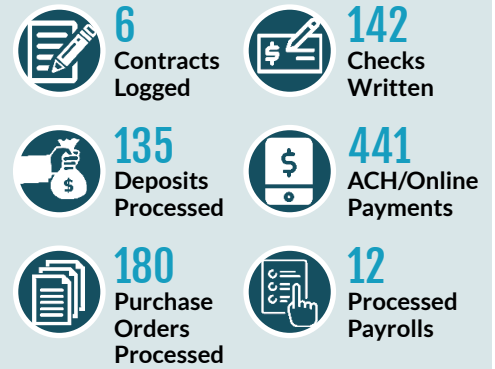 6
Contracts
Logged
142
Checks
Written
135
Deposits
Processed
$
441
ACH/Online
Payments
180
Purchase
Orders
Processed
12
Processed
Payrolls